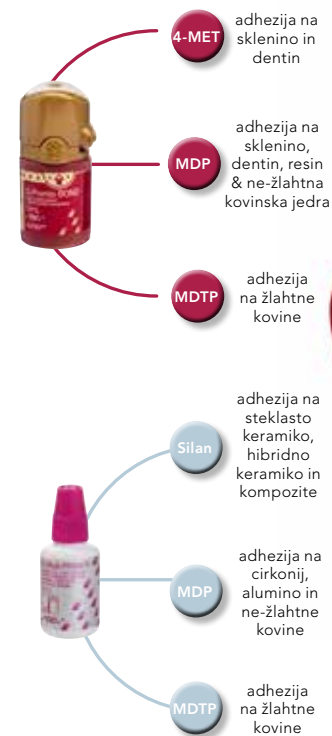 4-MET
adhezija na
sklenino in
dentin
MDP
adhezija na
sklenino,
dentin, resin
& ne-žlahtna
kovinska jedra
MDTP
adhezija
na žlahtne
kovine
Silan
adhezija na
steklasto
keramiko,
hibridno
keramiko in
kompozite
MDP
adhezija na
cirkonij,
alumino in
ne-žlahtne
kovine
MDTP
adhezija
na žlahtne
kovine